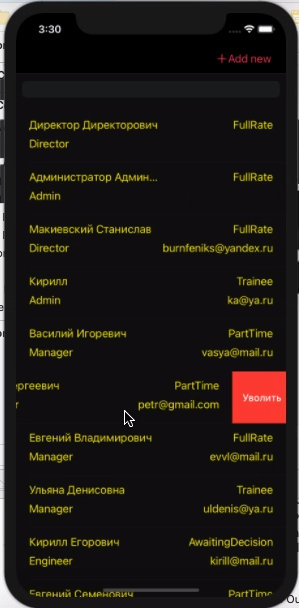 3:30
+ Add new
Директор Директорович FullRate
Director
Администратор Админ... FullRate
Admin
Макиевский Станислав FullRate
Director burnfeniks@yandex.ru
Кирилл Trainee
Admin ka@ya.ru
Василий Игоревич PartTime
Manager vasya@mail.ru
ергеевич PartTime
r petr@gmail.com
Уволить
Евгений Владимирович FullRate
Manager evvl@mail.ru
Ульяна Денисовна Trainee
Manager uldenis@ya.ru
Кирилл Егорович AwaitingDecision
Engineer kirill@mail.ru
Евгений Семенович PartTime